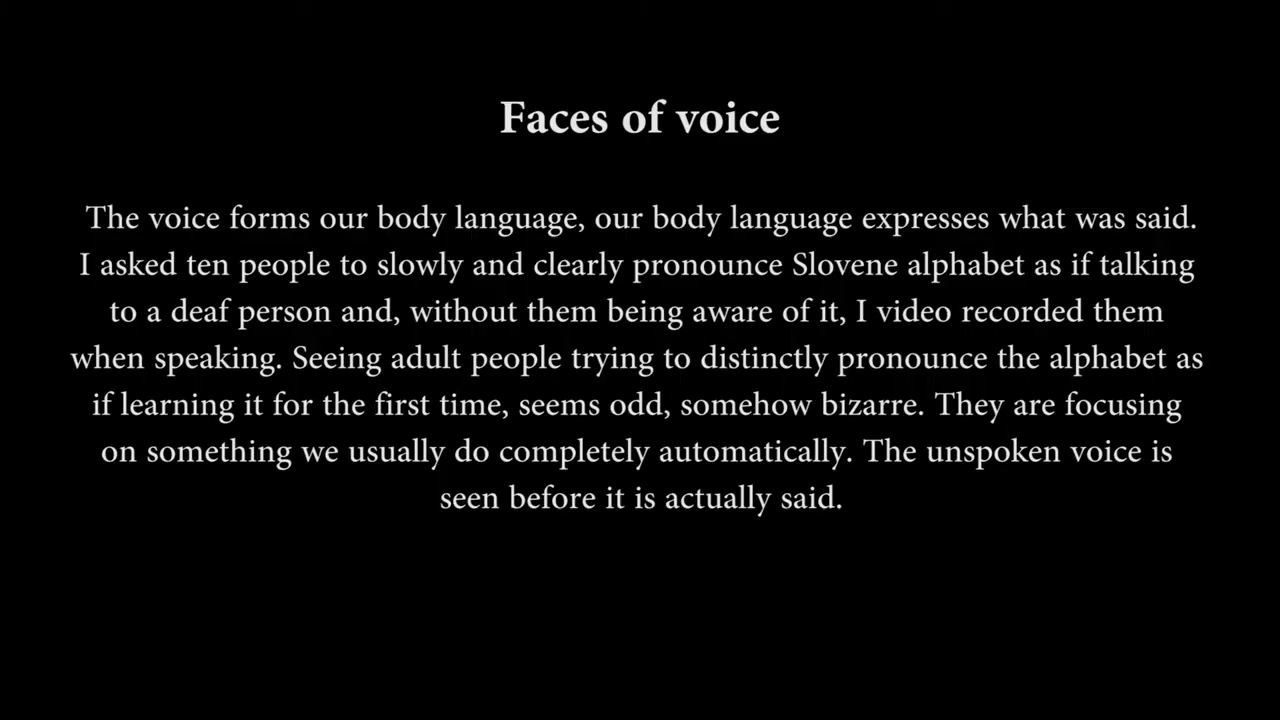 Faces of voice
The voice forms our body language, our body language expresses what was said.
I asked ten people to slowly and clearly pronounce Slovene alphabet as if talking
to a deaf person and, without them being aware of it, I video recorded them
when speaking. Seeing adult people trying to distinctly pronounce the alphabet as
if learning it for the first time, seems odd, somehow bizarre. They are focusing
on something we usually do completely automatically. The unspoken voice is
seen before it is actually said.